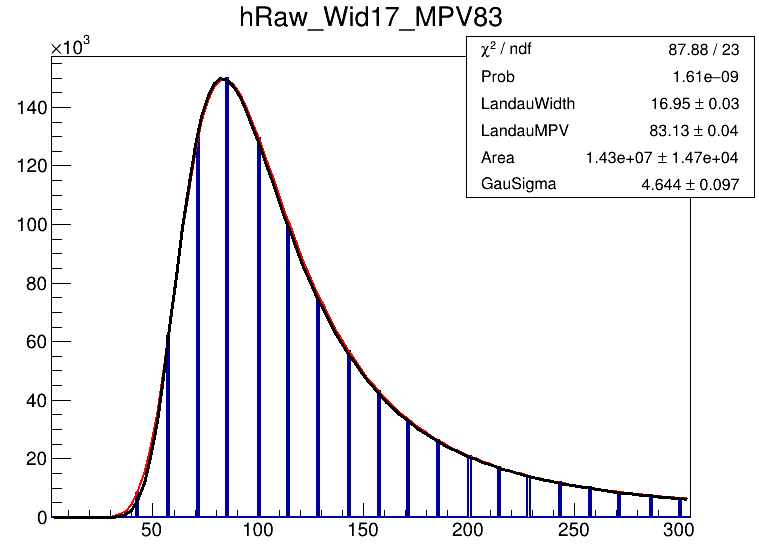 hRaw_Wid17_MPV83
×10³
χ² / ndf 87.88 / 23
Prob 1.61e−09
LandauWidth 16.95 ± 0.03
LandauMPV 83.13 ± 0.04
Area 1.43e+07 ± 1.47e+04
GauSigma 4.644 ± 0.097
140
120
100
80
60
40
20
0
50 100 150 200 250 300